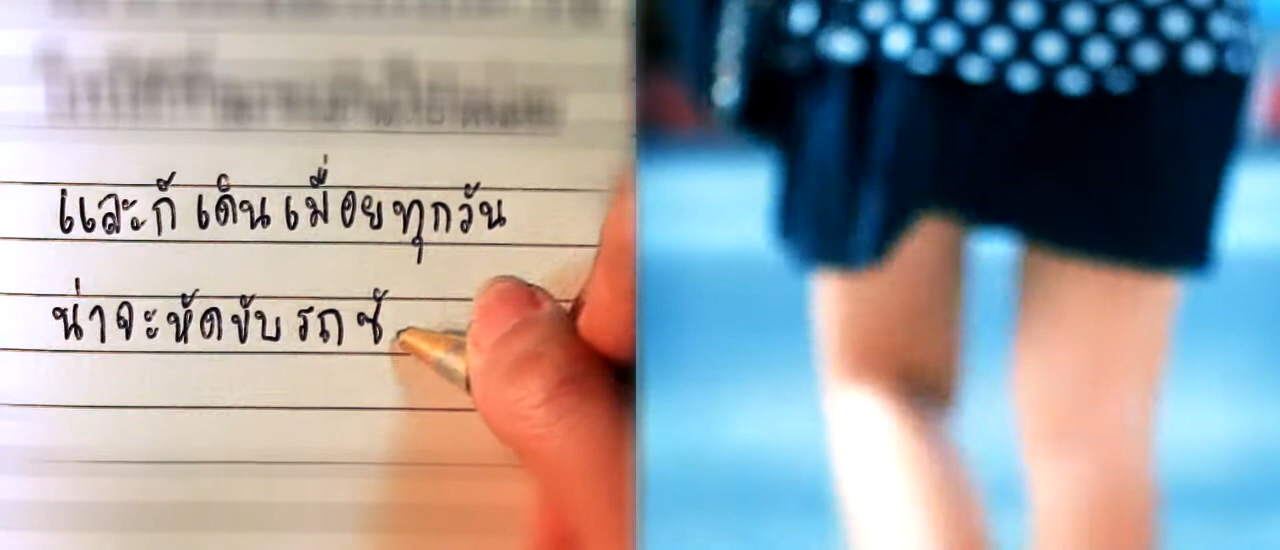 และก็ เดิน เมื่อยทุกวัน
น่าจะหัดขับ รถ ซั